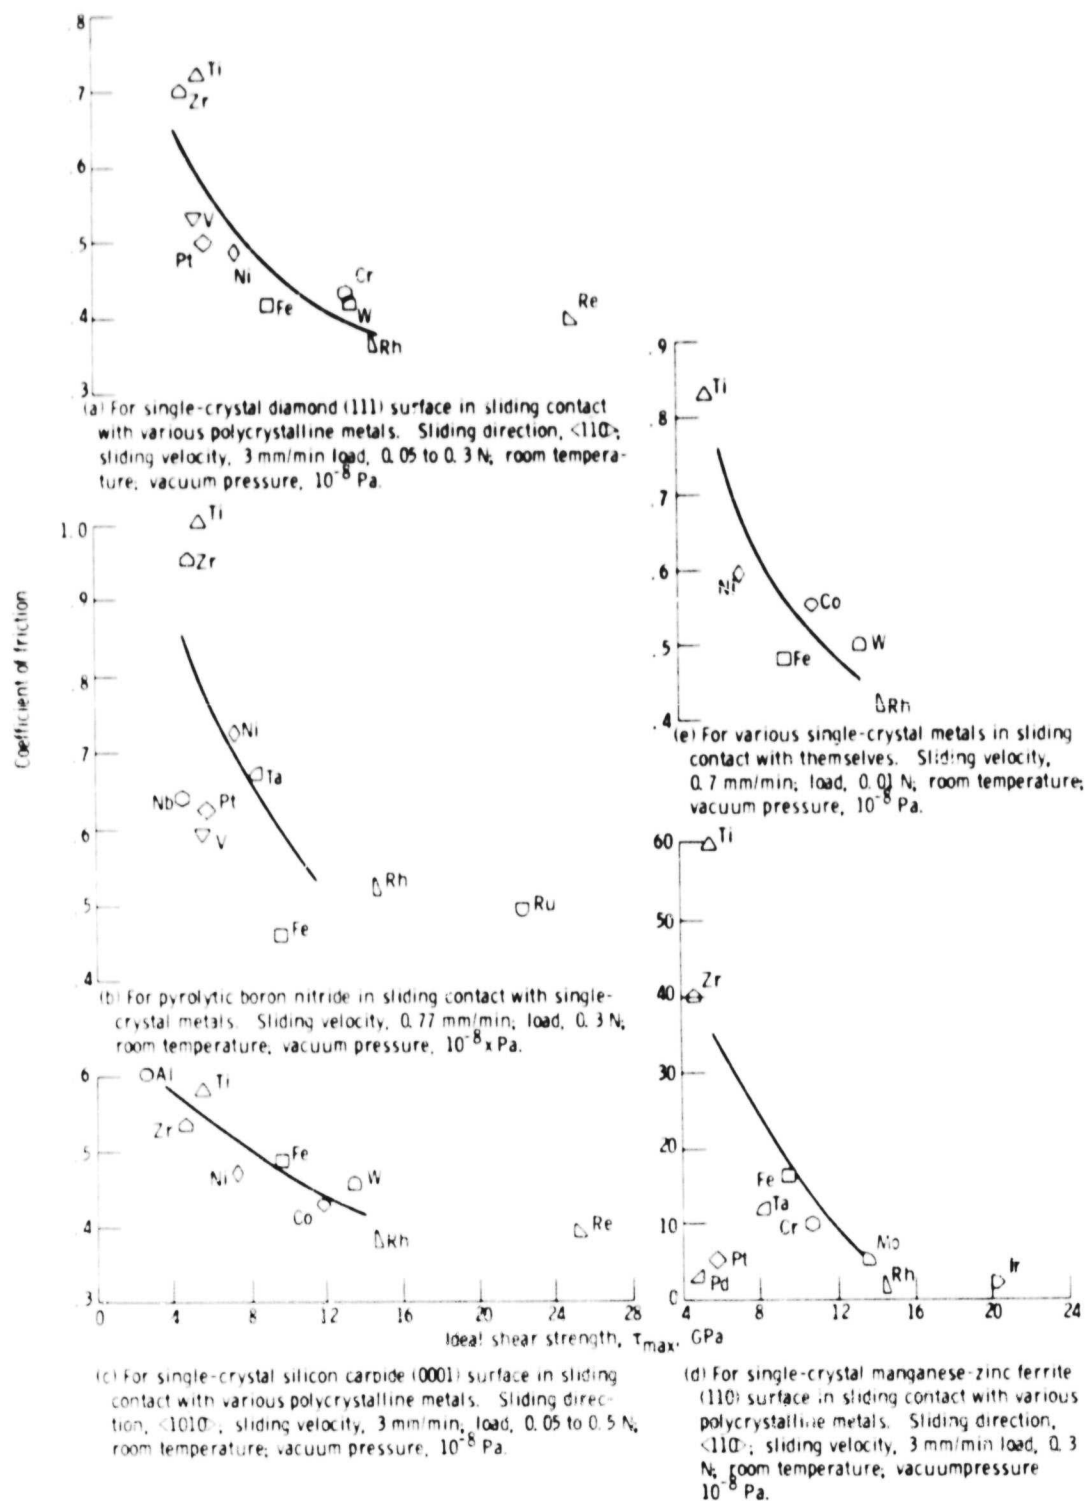 Coefficient of friction
.8
.7
.6
.5
.4
.3
Ti
Zr
V
Pt
Ni
Fe
Cr
W
Rh
Re
(a) For single-crystal diamond (111) surface in sliding contact
with various polycrystalline metals. Sliding direction, <110>;
sliding velocity, 3 mm/min load, 0.05 to 0.3 N; room tempera-
ture; vacuum pressure, 10-8 Pa.
1.0
.9
.8
.7
.6
.5
.4
0
Ti
Zr
Ni
Ta
Nb
Pt
V
Rh
Ru
Fe
(b) For pyrolytic boron nitride in sliding contact with single-
crystal metals. Sliding velocity, 0.77 mm/min; load, 0.3 N;
room temperature; vacuum pressure, 10-8 x Pa.
.6
.5
.4
.3
Al
Ti
Zr
Fe
Ni
W
Co
Rh
Re
0 4 8 12 16 20 24 28
Ideal shear strength, τmax, GPa
(c) For single-crystal silicon carbide (0001) surface in sliding
contact with various polycrystalline metals. Sliding direc-
tion, <1010>; sliding velocity, 3 mm/min; load, 0.05 to 0.5 N;
room temperature; vacuum pressure, 10-8 Pa.
.9
.8
.7
.6
.5
.4
Ti
Ni
Co
Fe
W
Rh
(e) For various single-crystal metals in sliding
contact with themselves. Sliding velocity,
0.7 mm/min; load, 0.01 N; room temperature;
vacuum pressure, 10-8 Pa.
60
50
40
30
20
10
0
Ti
Zr
Fe
Ta
Cr
Mo
Pt
Pd
Rh
Ir
4 8 12 16 20 24
(d) For single-crystal manganese-zinc ferrite
(110) surface in sliding contact with various
polycrystalline metals. Sliding direction,
<110>; sliding velocity, 3 mm/min load, 0.3
N; room temperature; vacuumpressure
10-8 Pa.